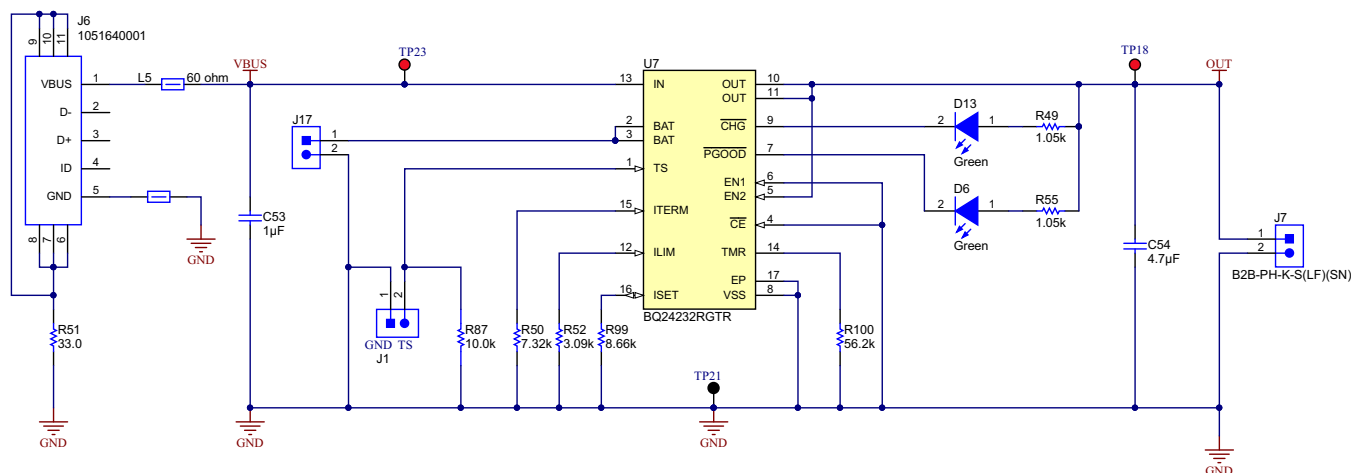 J6
1051640001
9 10 11
VBUS 1
D- 2
D+ 3
ID 4
GND 5
8 7 6
L5 60 ohm
GND
R51
33.0
GND
VBUS
C53
1µF
GND
TP23
J17
1
2
1 2
GND TS
J1
R87
10.0k
R50
7.32k
R52
3.09k
R99
8.66k
U7
13 IN
2 BAT
3 BAT
1 TS
15 ITERM
12 ILIM
16 ISET
OUT 10
OUT 11
CHG 9
PGOOD 7
EN1 6
EN2 5
CE 4
TMR 14
EP 17
VSS 8
BQ24232RGTR
TP21
GND
R100
56.2k
D13
2 1
Green
R49
1.05k
D6
2 1
Green
R55
1.05k
TP18
C54
4.7µF
OUT
J7
1
2
B2B-PH-K-S(LF)(SN)
GND